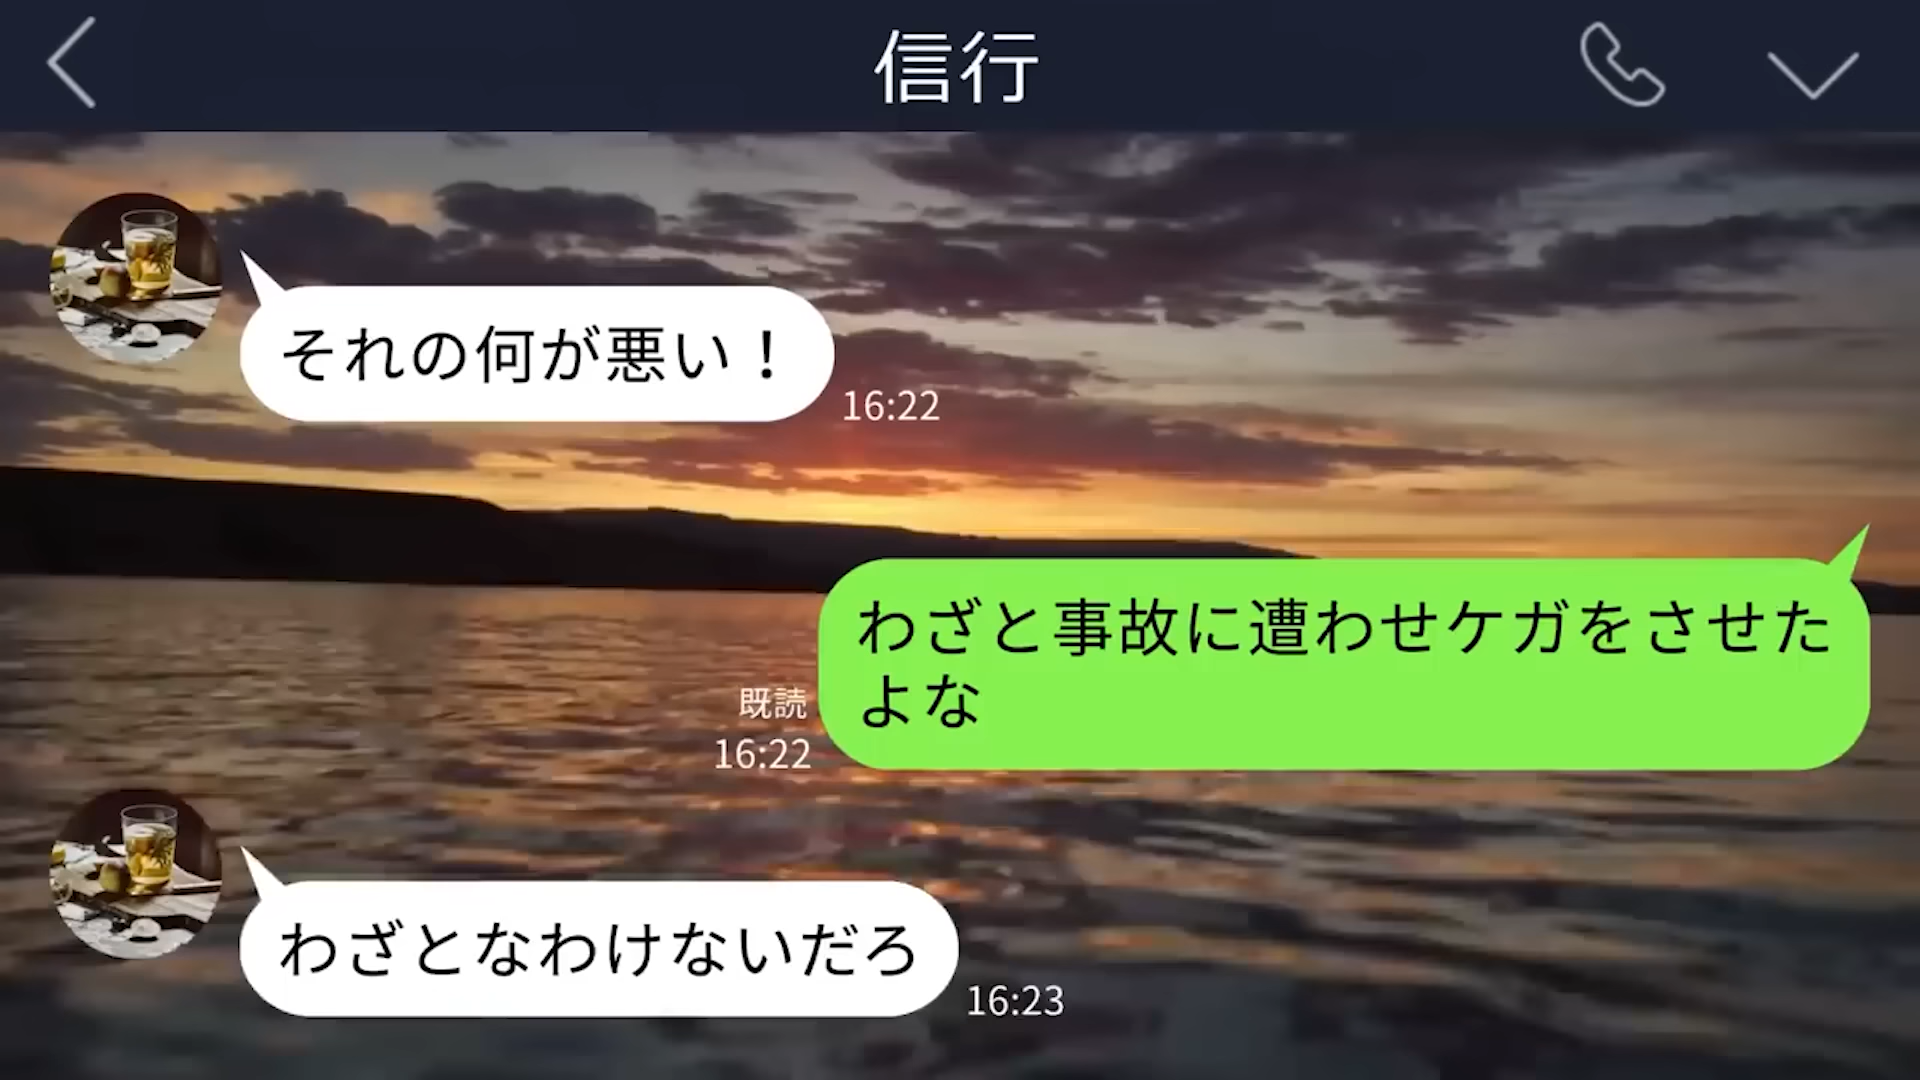 信行
それの何が悪い！
16:22
わざと事故に遭わせケガをさせた
よな
既読
16:22
わざとなわけないだろ
16:23